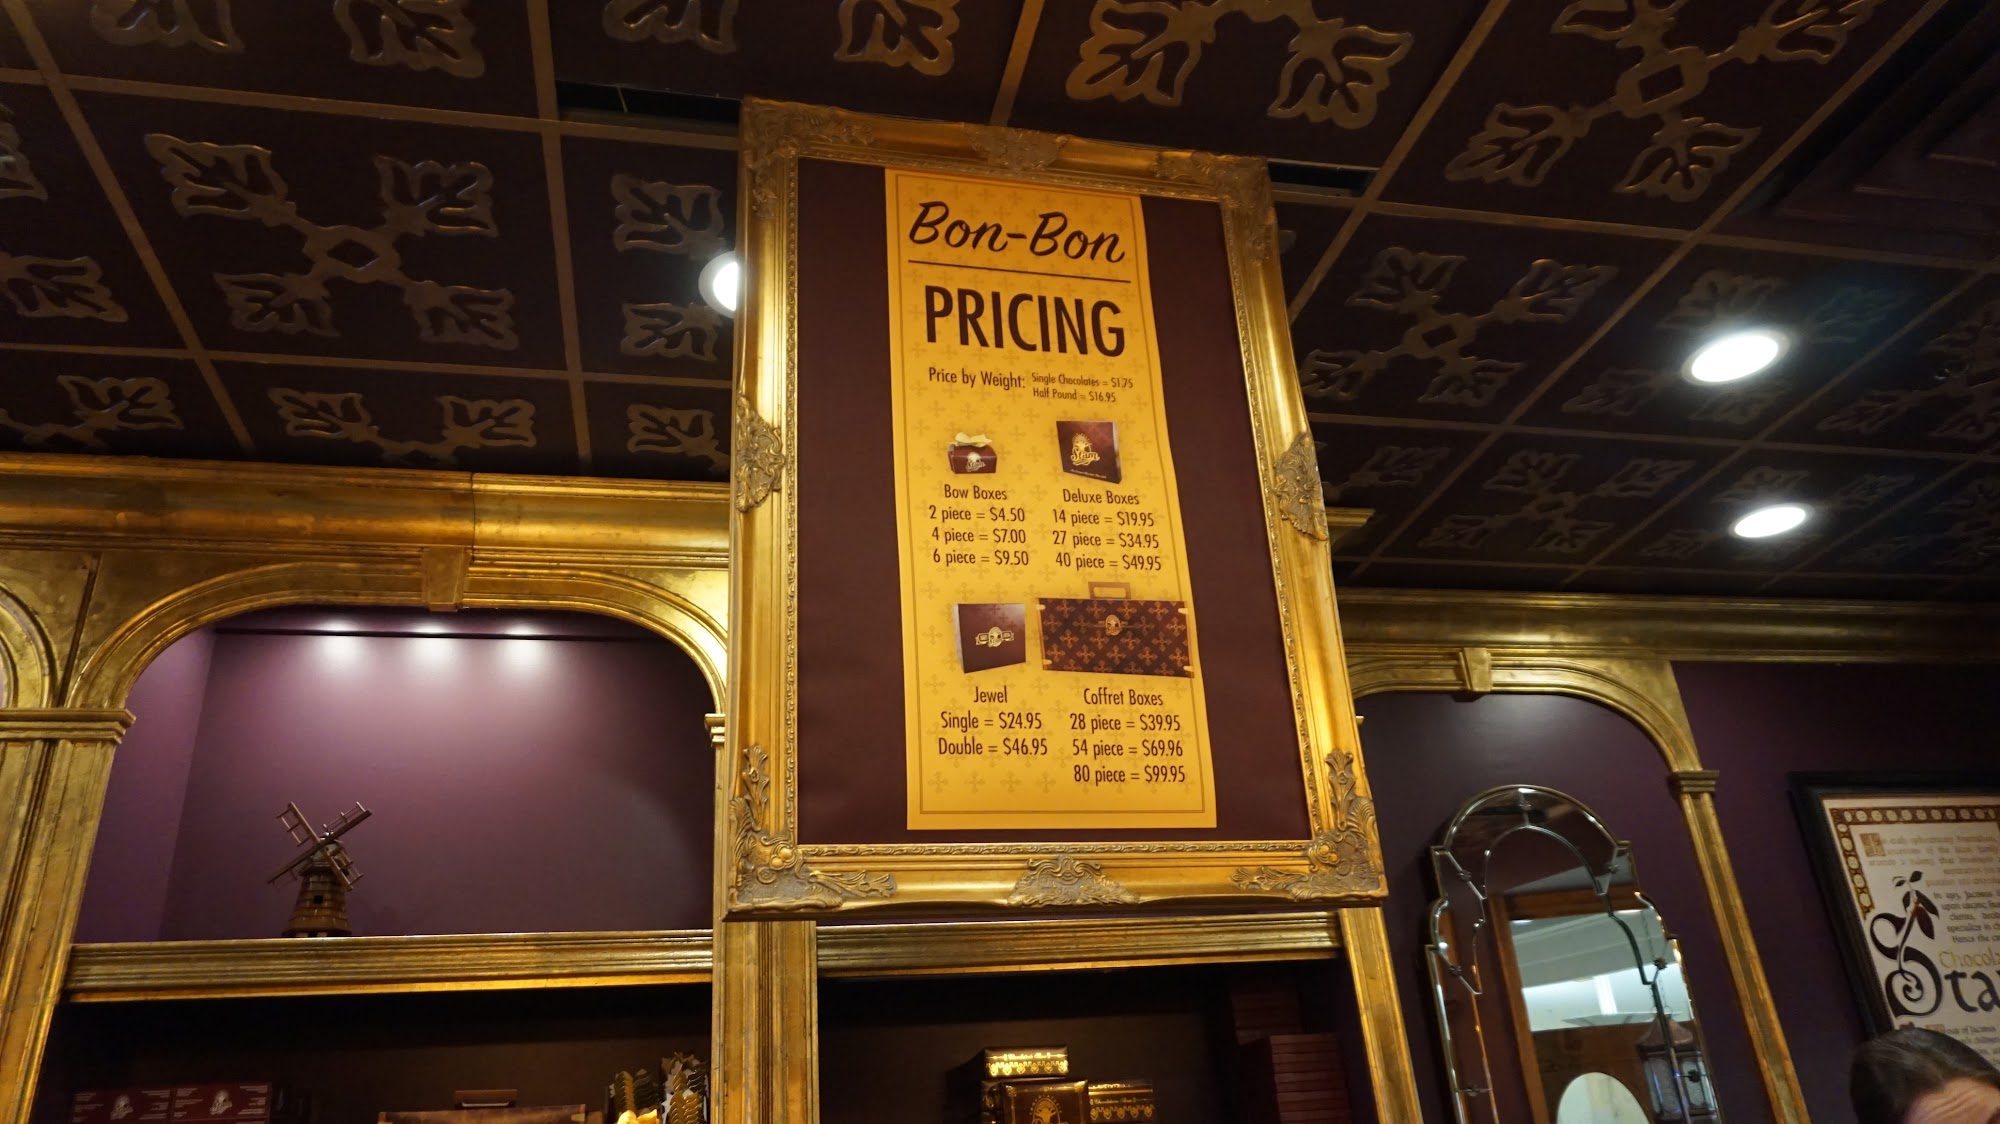 Bon-Bon
PRICING
Price by Weight: Single Chocolates = $1.75
Half Pound = $16.95
Stam
Stam
Bow Boxes
2 piece = $4.50
4 piece = $7.00
6 piece = $9.50
Deluxe Boxes
14 piece = $19.95
27 piece = $34.95
40 piece = $49.95
Jewel
Single = $24.95
Double = $46.95
Coffret Boxes
28 piece = $39.95
54 piece = $69.96
80 piece = $99.95